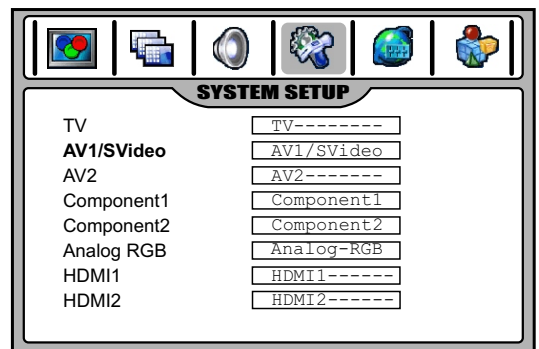 SYSTEM SETUP
TV TV--------
AV1/SVideo AV1/SVideo
AV2 AV2-------
Component1 Component1
Component2 Component2
Analog RGB Analog-RGB
HDMI1 HDMI1------
HDMI2 HDMI2------